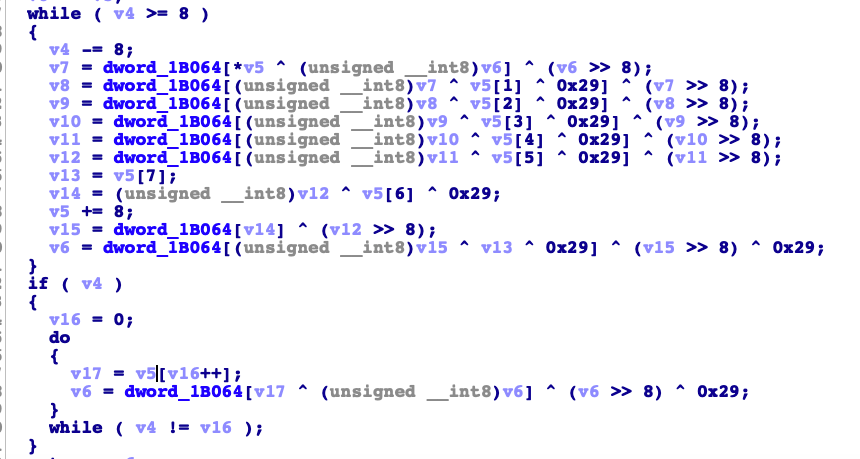 while ( v4 >= 8 )
{
v4 -= 8;
v7 = dword_1B064[*v5 ^ (unsigned __int8)v6] ^ (v6 >> 8);
v8 = dword_1B064[(unsigned __int8)v7 ^ v5[1] ^ 0x29] ^ (v7 >> 8);
v9 = dword_1B064[(unsigned __int8)v8 ^ v5[2] ^ 0x29] ^ (v8 >> 8);
v10 = dword_1B064[(unsigned __int8)v9 ^ v5[3] ^ 0x29] ^ (v9 >> 8);
v11 = dword_1B064[(unsigned __int8)v10 ^ v5[4] ^ 0x29] ^ (v10 >> 8);
v12 = dword_1B064[(unsigned __int8)v11 ^ v5[5] ^ 0x29] ^ (v11 >> 8);
v13 = v5[7];
v14 = (unsigned __int8)v12 ^ v5[6] ^ 0x29;
v5 += 8;
v15 = dword_1B064[v14] ^ (v12 >> 8);
v6 = dword_1B064[(unsigned __int8)v15 ^ v13 ^ 0x29] ^ (v15 >> 8) ^ 0x29;
}
if ( v4 )
{
v16 = 0;
do
{
v17 = v5[v16++];
v6 = dword_1B064[v17 ^ (unsigned __int8)v6] ^ (v6 >> 8) ^ 0x29;
}
while ( v4 != v16 );
}